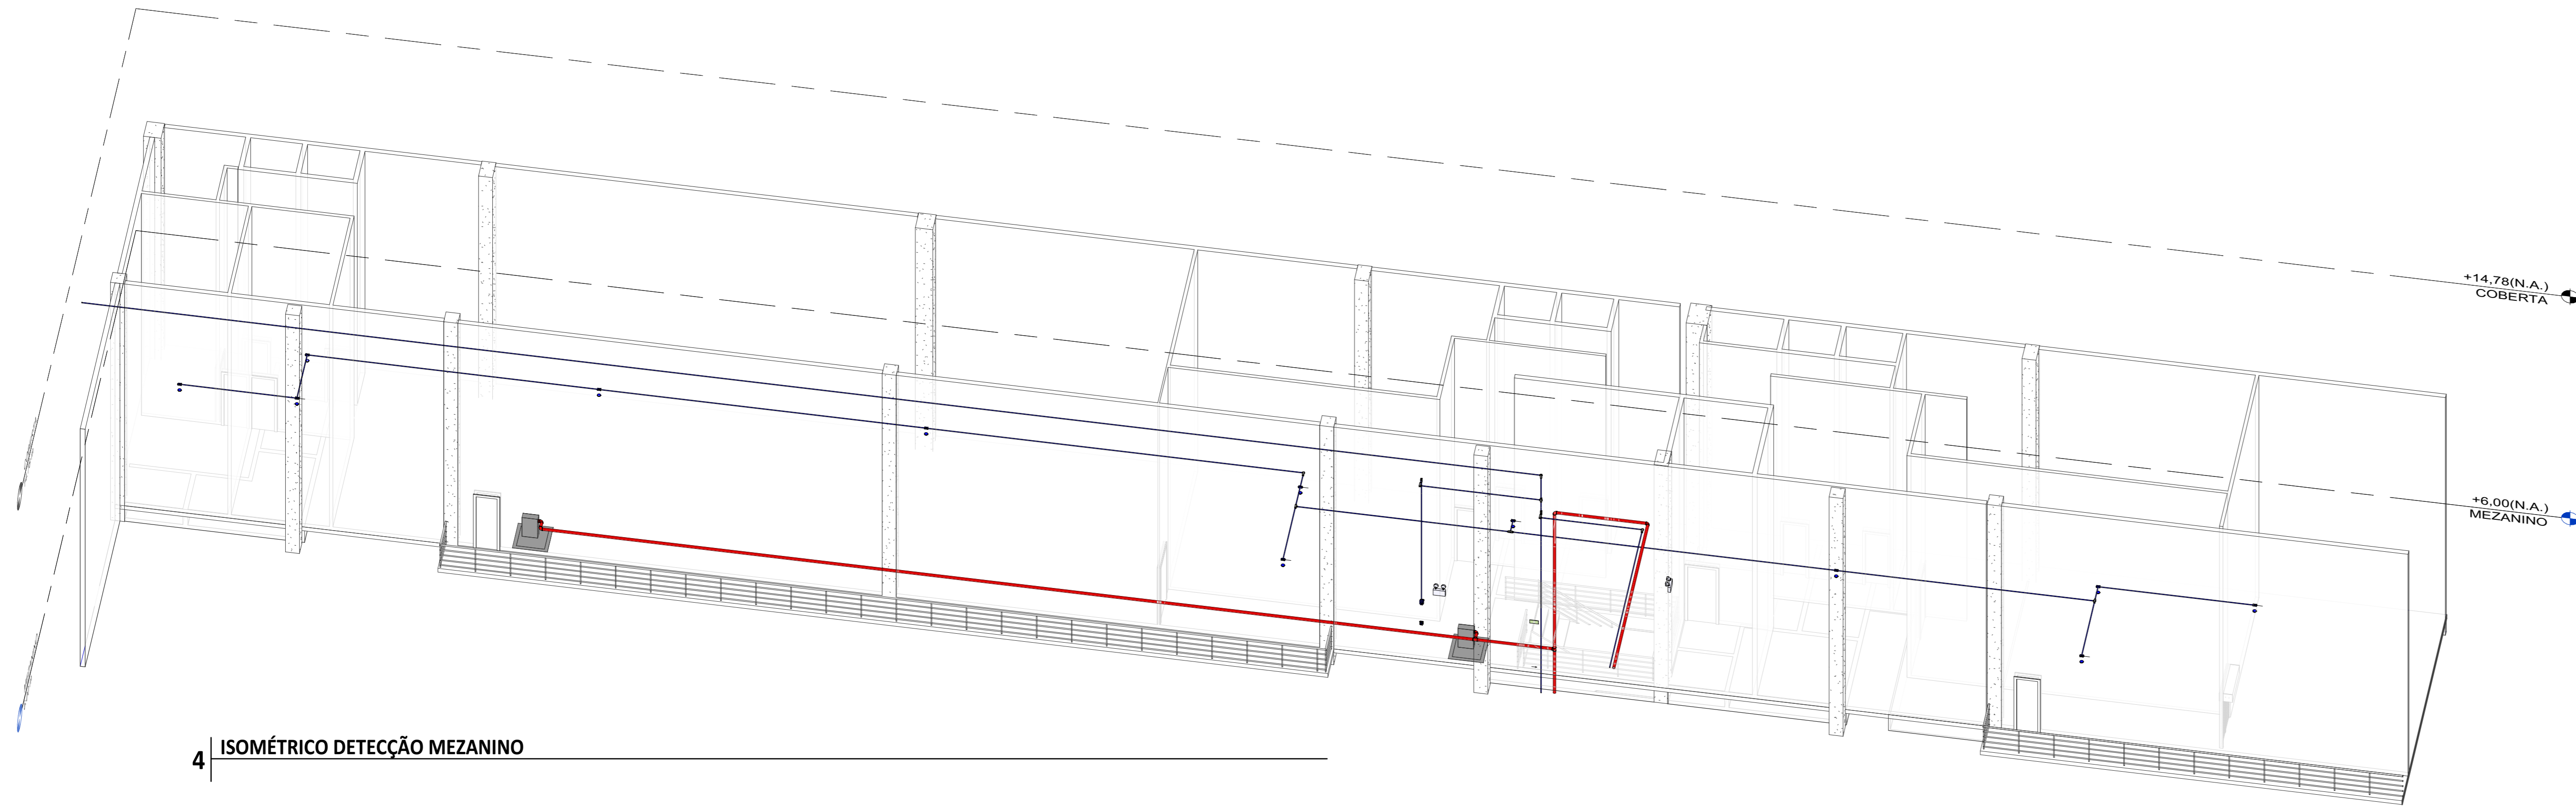 +14,78(N.A.)
COBERTA
+6,00(N.A.)
MEZANINO
4
ISOMÉTRICO DETECÇÃO MEZANINO